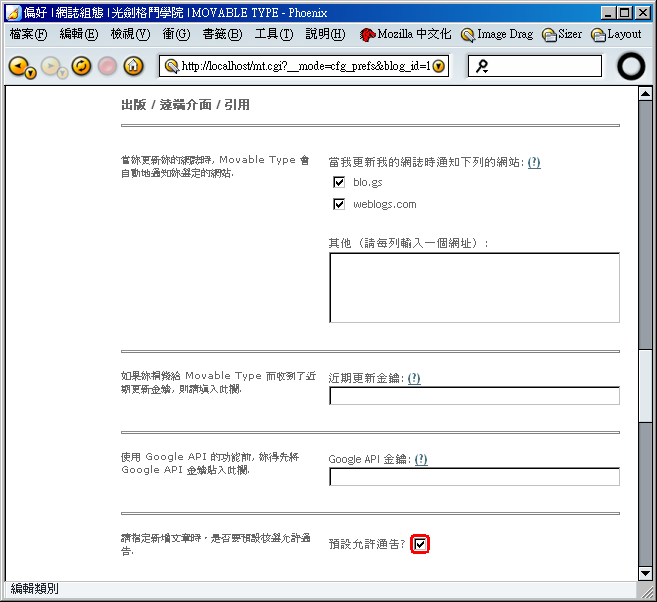 偏好 | 網誌組態 | 光劍格鬥學院 | MOVABLE TYPE - Phoenix
檔案(F) 編輯(E) 檢視(V) 衝(G) 書籤(B) 工具(T) 說明(H) Mozilla 中文化 Image Drag Sizer Layout
http://localhost/mt.cgi?__mode=cfg_prefs&blog_id=1
出版 / 遠端介面 / 引用
當妳更新妳的網誌時, Movable Type 會
自動地通知妳選定的網站.
當我更新我的網誌時通知下列的網站: (?)
blo.gs
weblogs.com
其他（請每列輸入一個網址）:
如果妳捐錢給 Movable Type 而收到了近
期更新金鑰, 則請填入此欄.
近期更新金鑰: (?)
使用 Google API 的功能前, 妳得先將
Google API 金鑰貼入此欄.
Google API 金鑰: (?)
請指定新增文章時，是否要預設核選允許通
告.
預設允許通告?
編輯類別